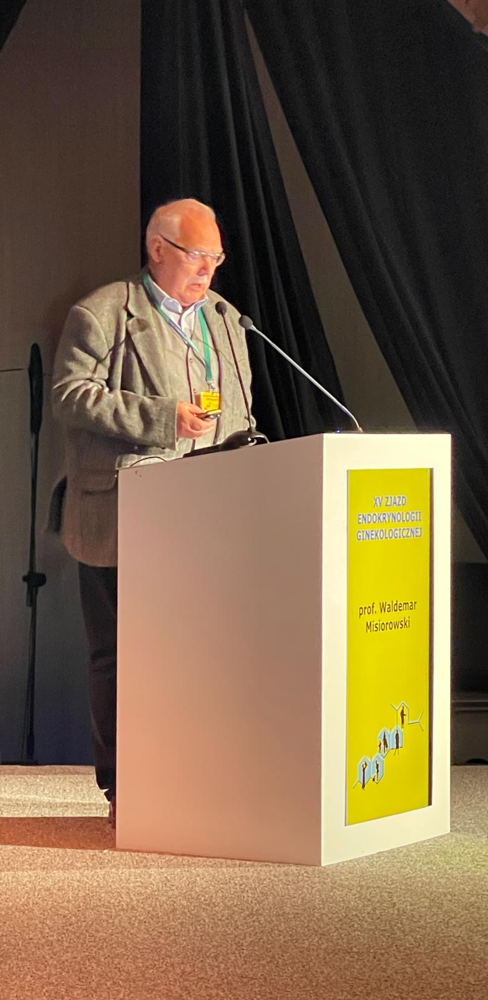 XV ZJAZD
ENDOKRYNOLOGII
GINEKOLOGICZNEJ
prof. Waldemar
Misiorowski